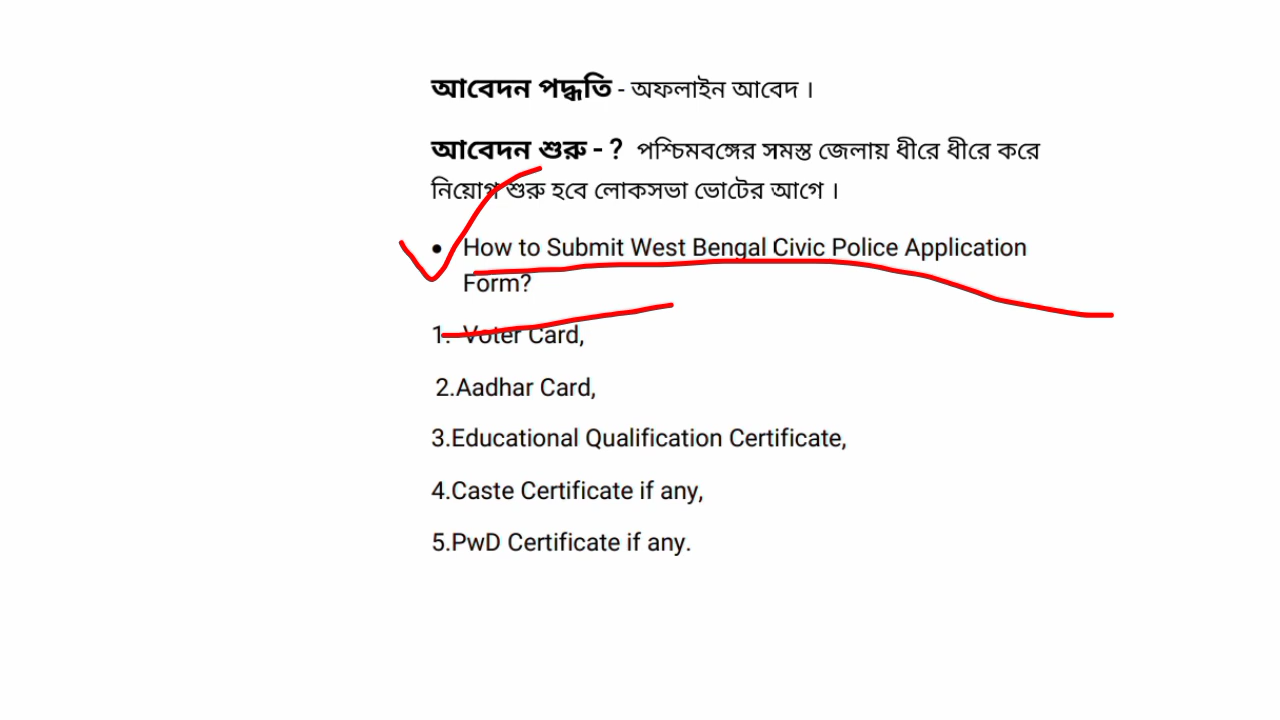 আবেদন পদ্ধতি - অফলাইন আবেদ ।
আবেদন শুরু - ? পশ্চিমবঙ্গের সমস্ত জেলায় ধীরে ধীরে করে
নিয়োগ শুরু হবে লোকসভা ভোটের আগে ।
• How to Submit West Bengal Civic Police Application
Form?
1. Voter Card,
2.Aadhar Card,
3.Educational Qualification Certificate,
4.Caste Certificate if any,
5.PwD Certificate if any.